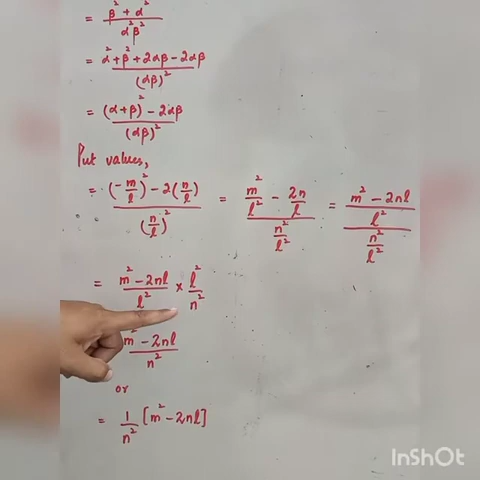 = β² + α² / α²β²
= α² + β² + 2αβ - 2αβ / (αβ)²
= (α+β)² - 2αβ / (αβ)²
Put values,
= (-m/l)² - 2(n/l) / (n/l)² = m²/l² - 2n/l / n²/l² = m² - 2nl / l² / n²/l²
= m² - 2nl / l² × l²/n²
m² - 2nl / n²
or
= 1/n² [m² - 2nl]
InShOt